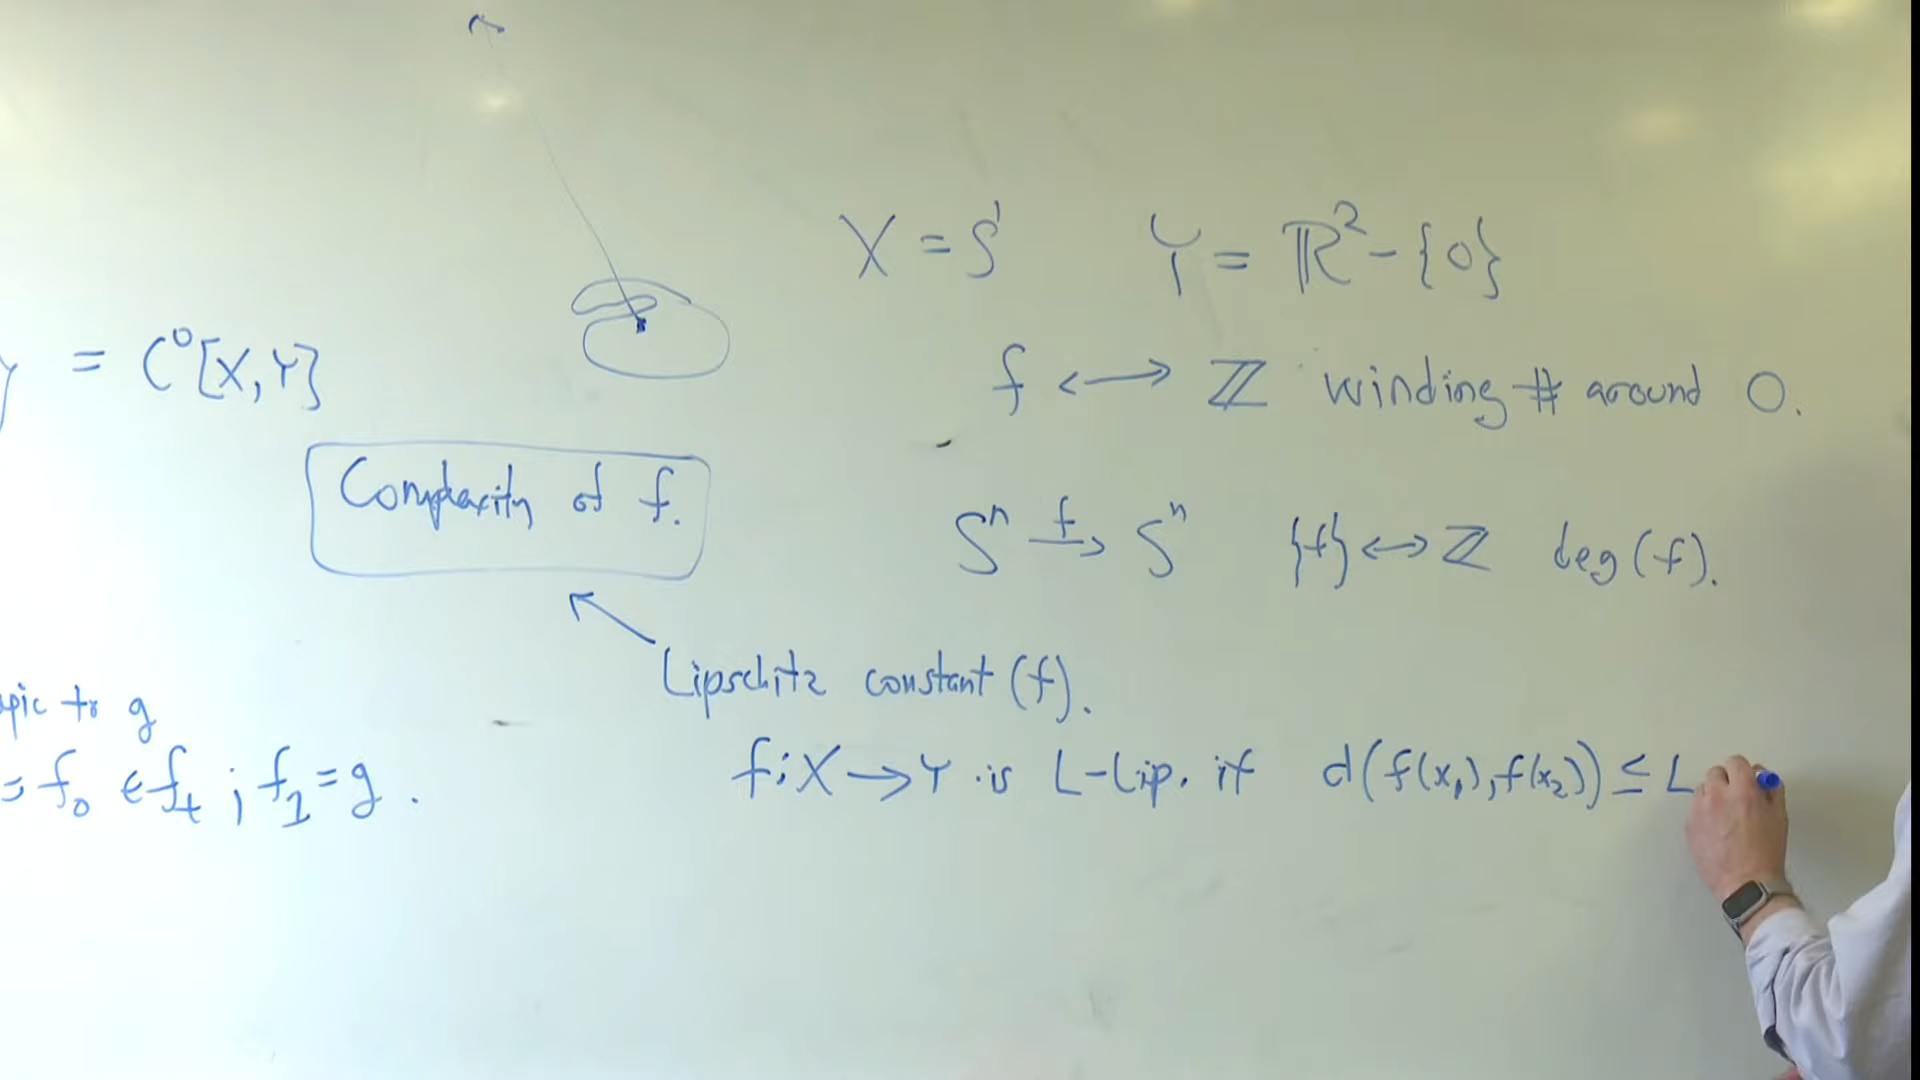 = C⁰[X,Y]
Complexity of f.
opic to g
= f₀ ∈ f_t ; f₁ = g .
X = S¹ Y = ℝ² - {0}
f ⟷ ℤ winding # around 0.
Sⁿ —f→ Sⁿ {f} ⟷ ℤ deg(f).
Lipschitz constant (f).
f: X → Y is L-Lip. if d(f(x₁), f(x₂)) ≤ L